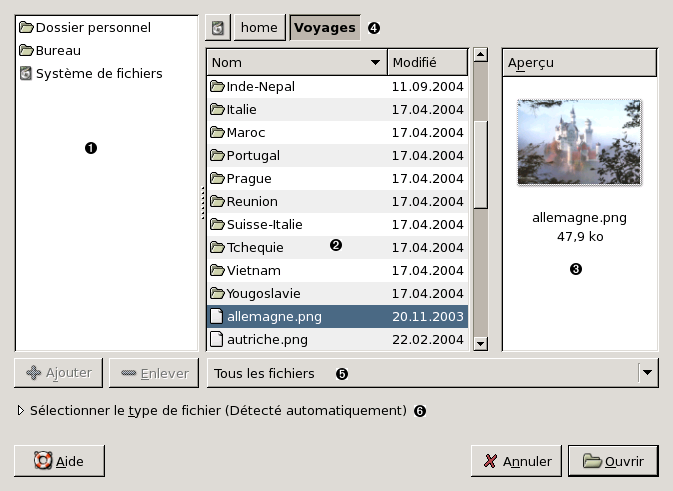 Dossier personnel
Bureau
Système de fichiers
❶
home
Voyages
❹
Nom Modifié
Inde-Nepal 11.09.2004
Italie 17.04.2004
Maroc 17.04.2004
Portugal 17.04.2004
Prague 17.04.2004
Reunion 17.04.2004
Suisse-Italie 17.04.2004
Tchequie ❷ 17.04.2004
Vietnam 17.04.2004
Yougoslavie 17.04.2004
allemagne.png 20.11.2003
autriche.png 22.02.2004
Aperçu
allemagne.png
47,9 ko
❸
Ajouter
Enlever
Tous les fichiers ❺
Sélectionner le type de fichier (Détecté automatiquement) ❻
Aide
Annuler
Ouvrir